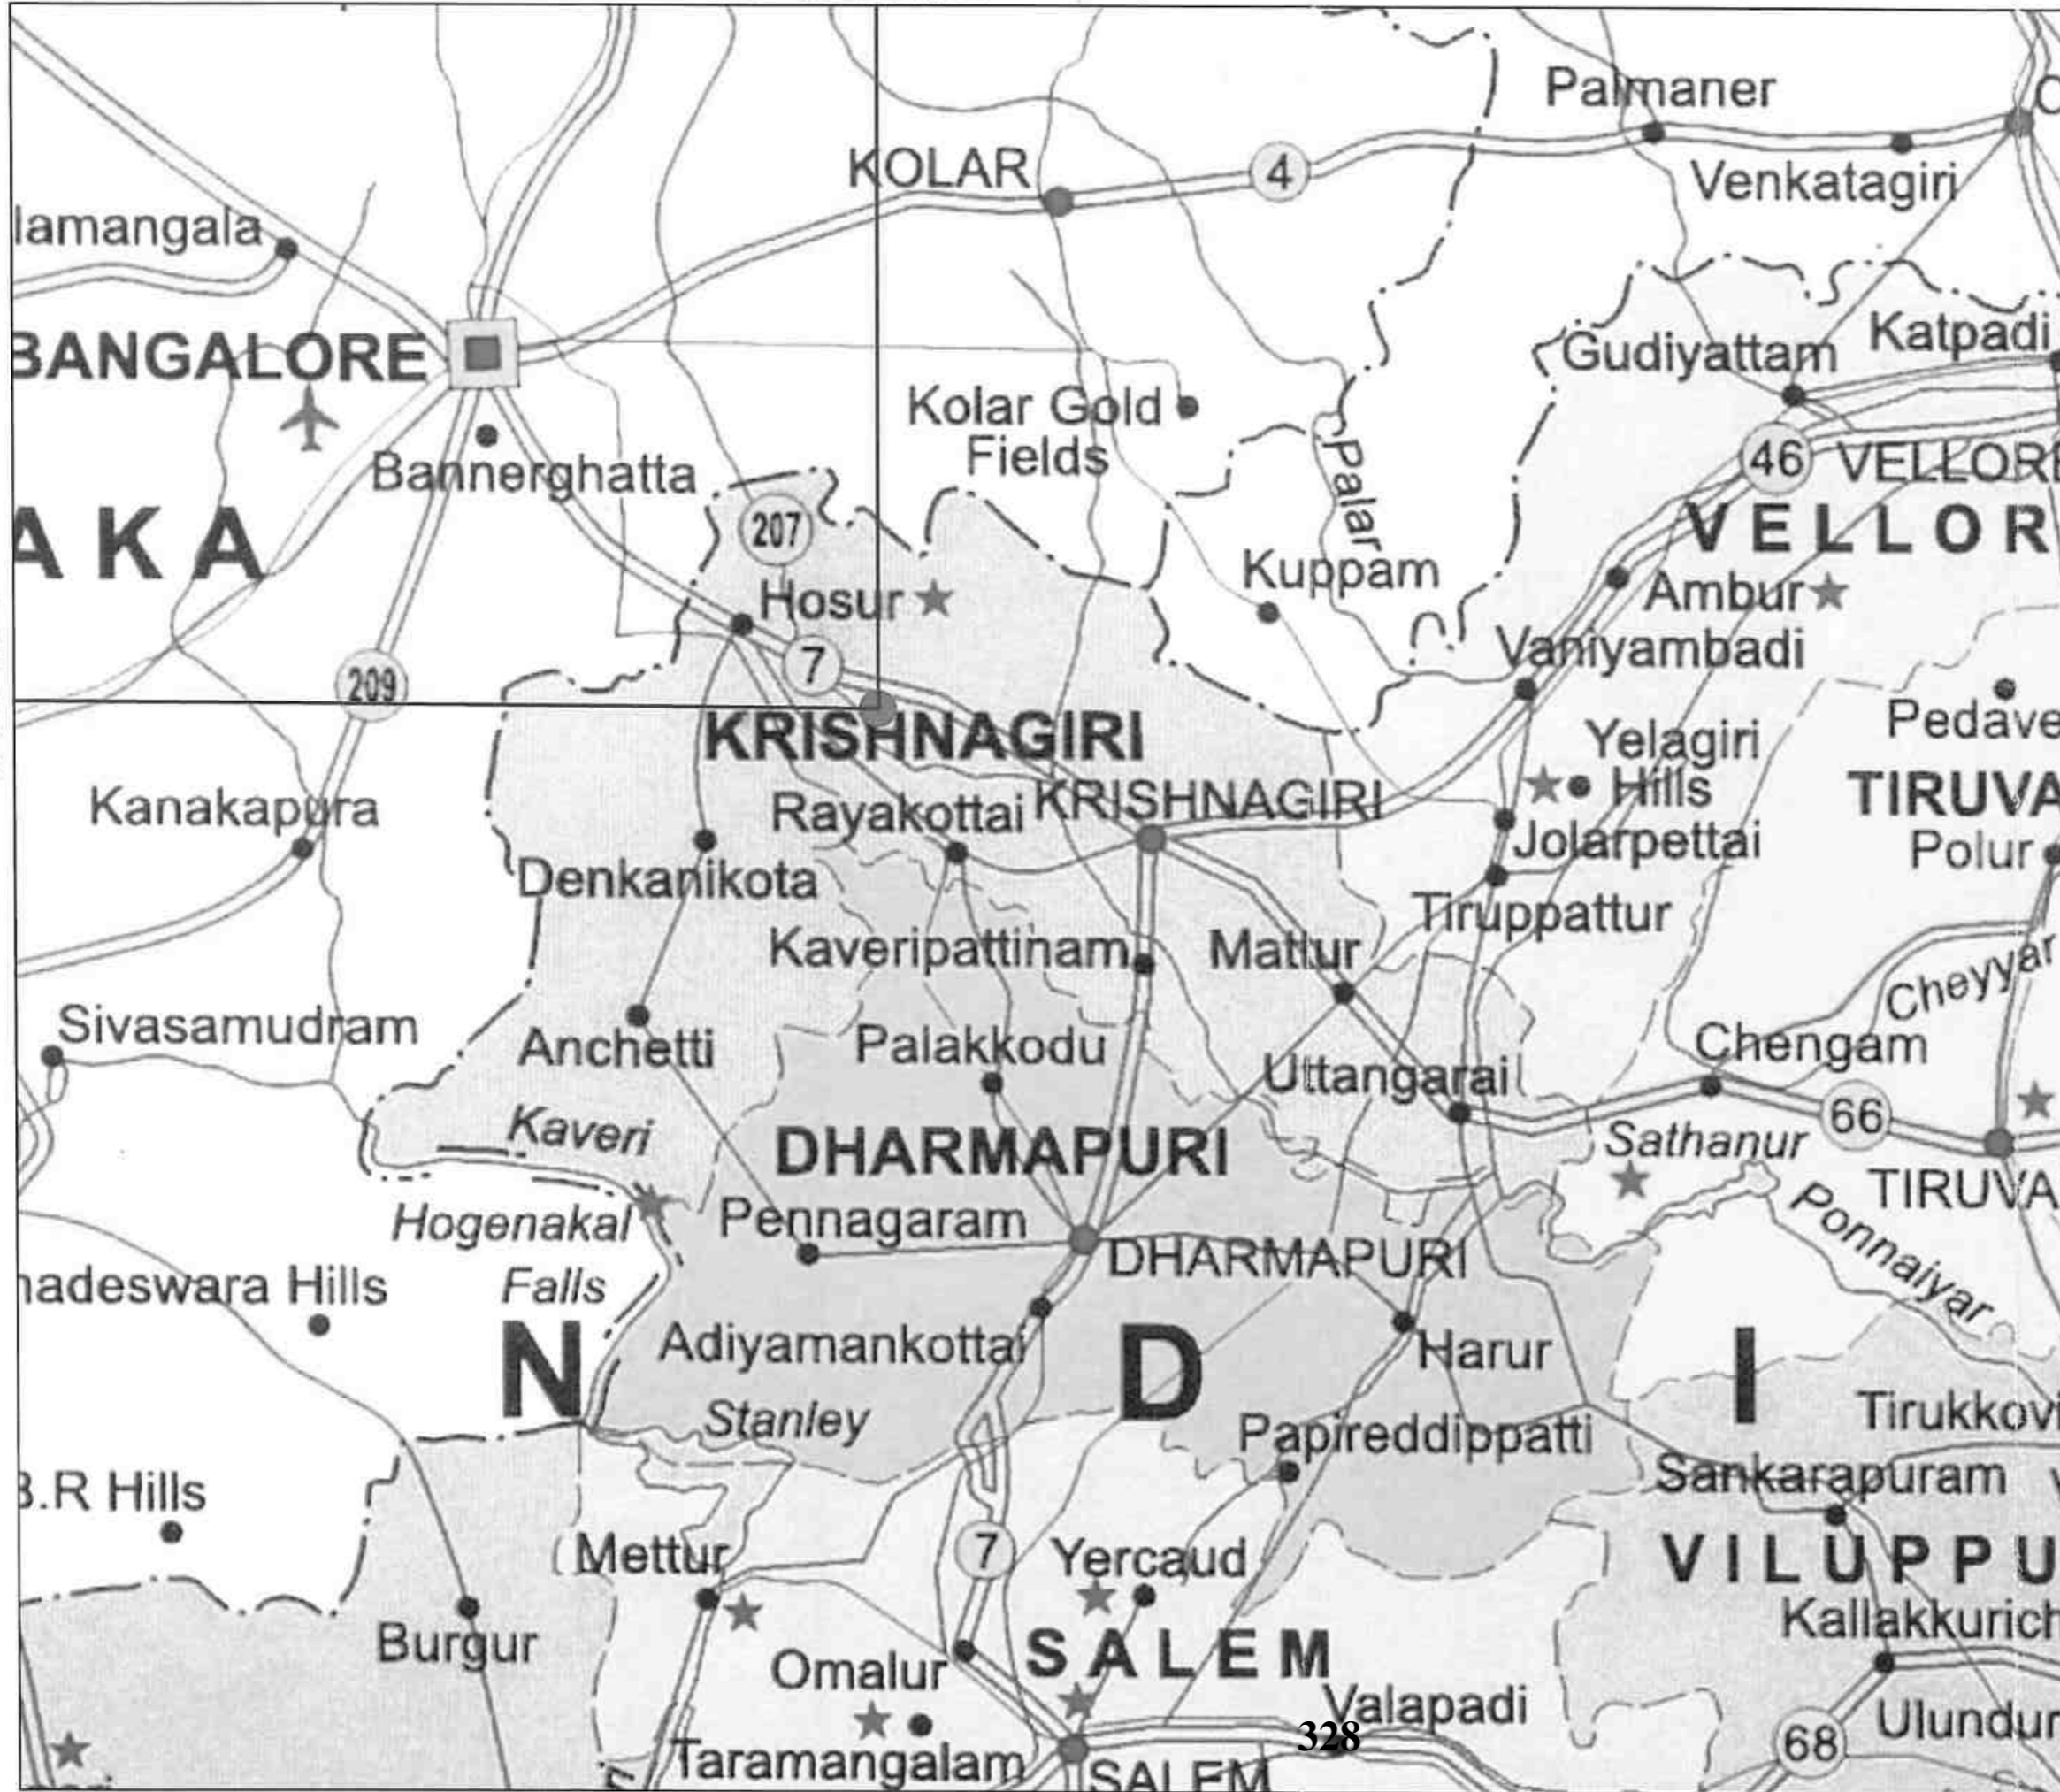 Palmaner
KOLAR
4
Venkatagiri
lamangala
BANGALORE
Gudiyattam
Katpadi
Kolar Gold
Fields
Bannerghatta
Palar
46
VELLORE
AKA
207
VELLOR
Hosur
Kuppam
Ambur
Vaniyambadi
7
209
KRISHNAGIRI
Pedave
Yelagiri
Hills
Kanakapura
Rayakottai
KRISHNAGIRI
TIRUVA
Jolarpettai
Polur
Denkanikota
Tiruppattur
Kaveripattinam
Mattur
Cheyyar
Sivasamudram
Anchetti
Palakkodu
Chengam
Uttangarai
66
Kaveri
DHARMAPURI
Sathanur
Hogenakal
Falls
Pennagaram
TIRUVA
DHARMAPURI
Ponnaiyar
hadeswara Hills
N
D
I
Adiyamankottai
Harur
Stanley
Tirukkovi
Papireddippatti
Sankarapuram
B.R Hills
Mettur
7
Yercaud
VILUPPU
Burgur
Kallakkurich
Omalur
SALEM
Valapadi
328
68
Ulundur
Taramangalam
SALEM